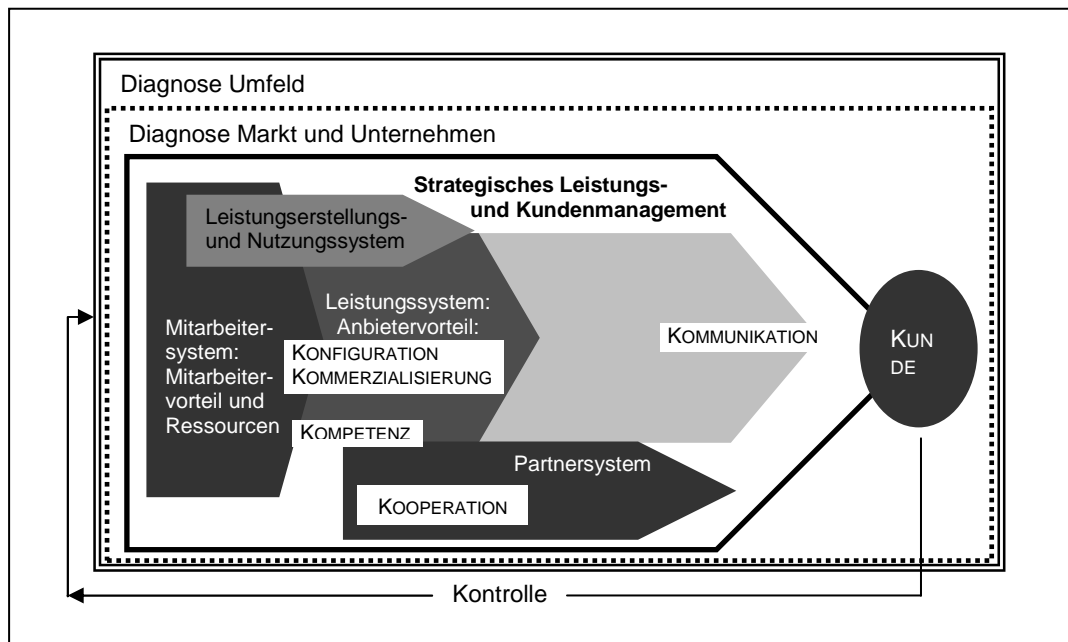 Diagnose Umfeld
Diagnose Markt und Unternehmen
Strategisches Leistungs-
und Kundenmanagement
Leistungserstellungs-
und Nutzungssystem
Leistungssystem:
Anbietervorteil:
Mitarbeiter-
system:
Mitarbeiter-
vorteil und
Ressourcen
KONFIGURATION
KOMMERZIALISIERUNG
KOMPETENZ
KOMMUNIKATION
KUN
DE
Partnersystem
KOOPERATION
Kontrolle